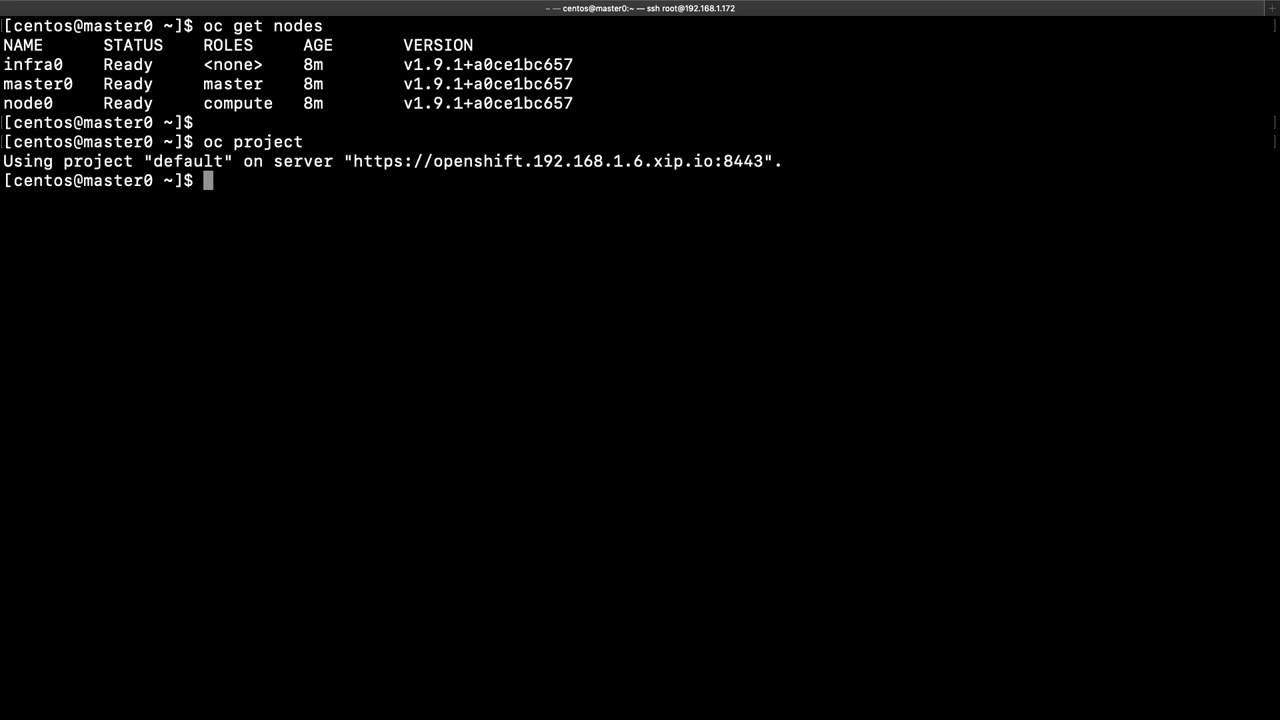 ~ — centos@master0:~ — ssh root@192.168.1.172
[centos@master0 ~]$ oc get nodes
NAME STATUS ROLES AGE VERSION
infra0 Ready <none> 8m v1.9.1+a0ce1bc657
master0 Ready master 8m v1.9.1+a0ce1bc657
node0 Ready compute 8m v1.9.1+a0ce1bc657
[centos@master0 ~]$
[centos@master0 ~]$ oc project
Using project "default" on server "https://openshift.192.168.1.6.xip.io:8443".
[centos@master0 ~]$